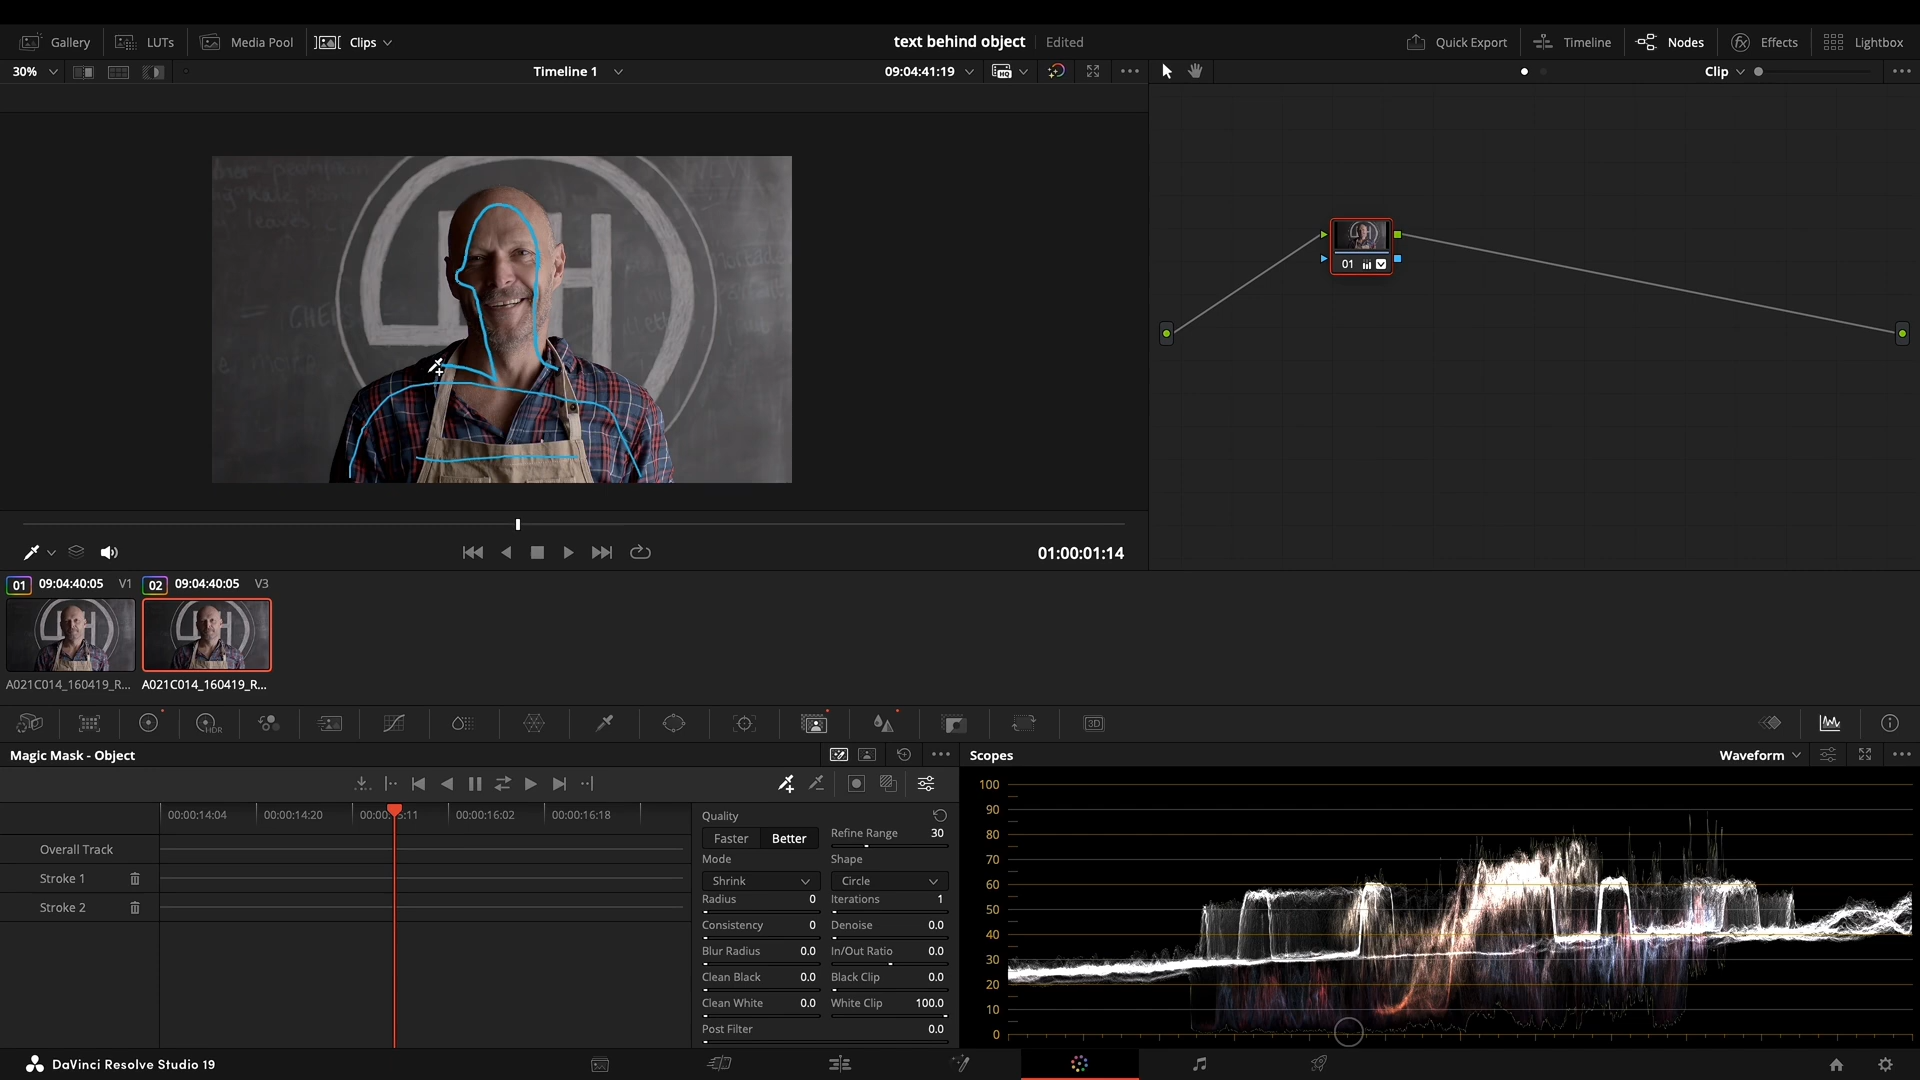 Gallery LUTs Media Pool Clips text behind object Edited Quick Export Timeline Nodes Effects Lightbox
30% Timeline 1 09:04:41:19 Clip
01
01:00:01:14
01 09:04:40:05 V1 02 09:04:40:05 V3
A021C014_160419_R... A021C014_160419_R...
HDR 3D
Magic Mask - Object Scopes Waveform
00:00:14:04 00:00:14:20 00:00: 5:11 00:00:16:02 00:00:16:18
Overall Track
Stroke 1
Stroke 2
Quality
Faster Better Refine Range 30
Mode Shape
Shrink Circle
Radius 0 Iterations 1
Consistency 0 Denoise 0.0
Blur Radius 0.0 In/Out Ratio 0.0
Clean Black 0.0 Black Clip 0.0
Clean White 0.0 White Clip 100.0
Post Filter 0.0
100
90
80
70
60
50
40
30
20
10
0
DaVinci Resolve Studio 19